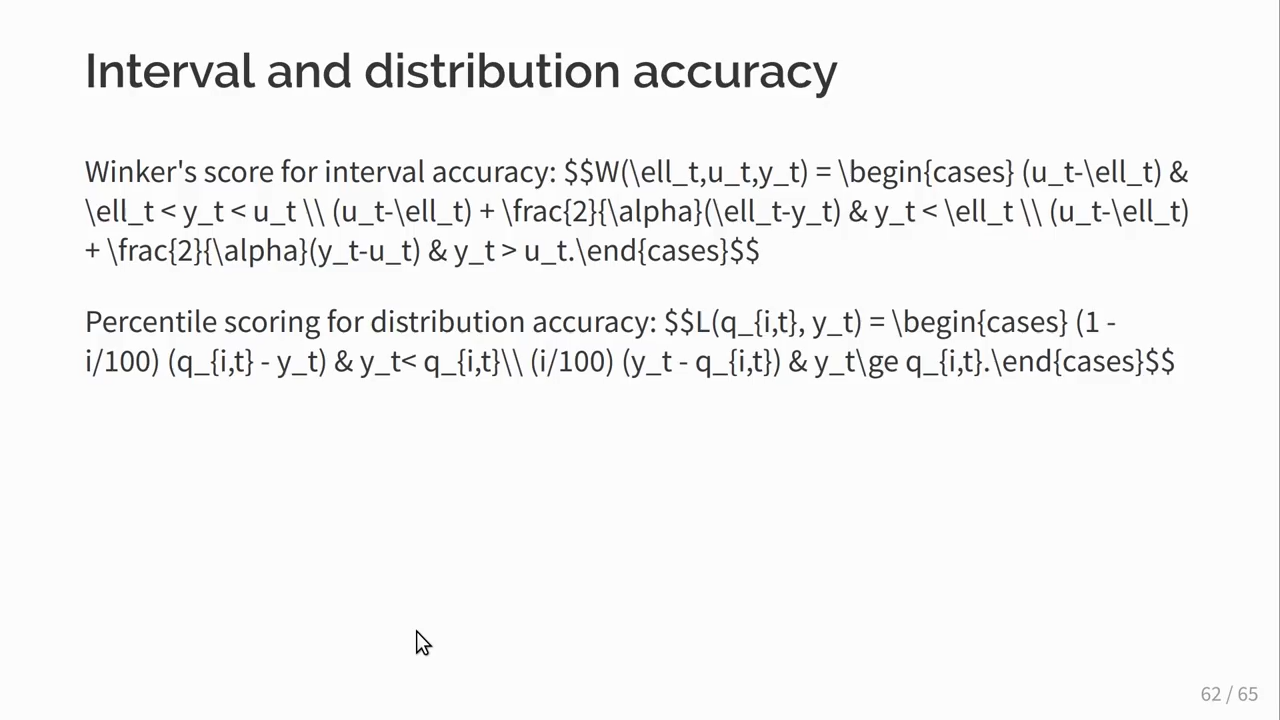 Interval and distribution accuracy
Winker's score for interval accuracy: $$W(\ell_t,u_t,y_t) = \begin{cases} (u_t-\ell_t) &
\ell_t < y_t < u_t \\ (u_t-\ell_t) + \frac{2}{\alpha}(\ell_t-y_t) & y_t < \ell_t \\ (u_t-\ell_t)
+ \frac{2}{\alpha}(y_t-u_t) & y_t > u_t.\end{cases}$$
Percentile scoring for distribution accuracy: $$L(q_{i,t}, y_t) = \begin{cases} (1 -
i/100) (q_{i,t} - y_t) & y_t< q_{i,t}\\ (i/100) (y_t - q_{i,t}) & y_t\ge q_{i,t}.\end{cases}$$
62 / 65